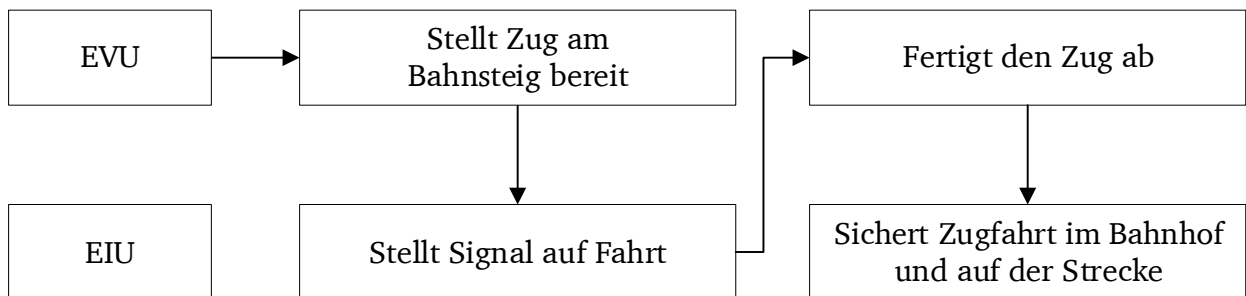 EVU
Stellt Zug am
Bahnsteig bereit
Fertigt den Zug ab
EIU
Stellt Signal auf Fahrt
Sichert Zugfahrt im Bahnhof
und auf der Strecke